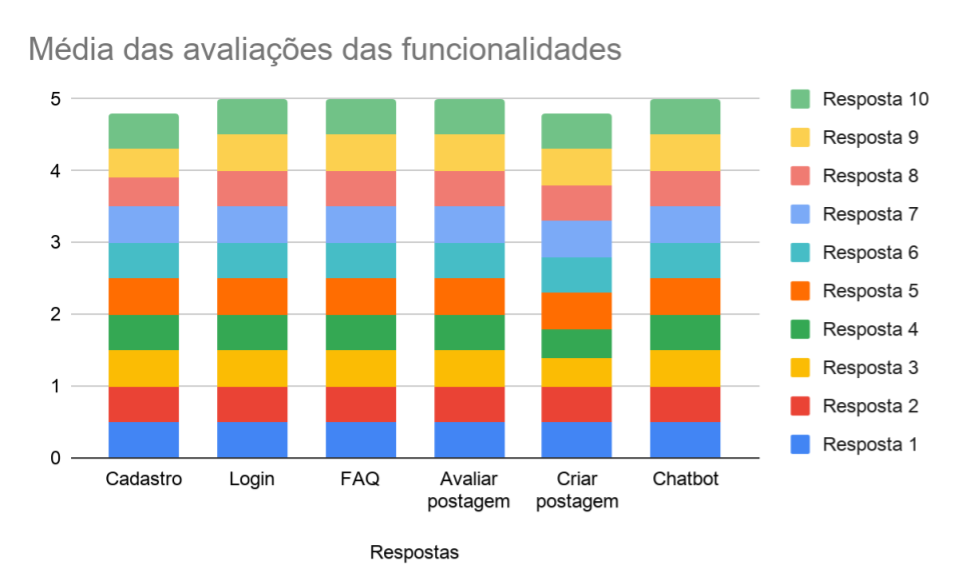 Média das avaliações das funcionalidades
5
4
3
2
1
0
Cadastro
Login
FAQ
Avaliar
postagem
Criar
postagem
Chatbot
Respostas
Resposta 10
Resposta 9
Resposta 8
Resposta 7
Resposta 6
Resposta 5
Resposta 4
Resposta 3
Resposta 2
Resposta 1